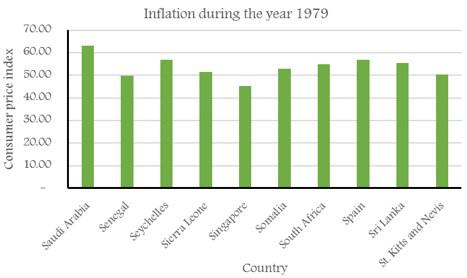 Inflation during the year 1979
Consumer price index
70.00
60.00
50.00
40.00
30.00
20.00
10.00
-
Saudi Arabia
Senegal
Seychelles
Sierra Leone
Singapore
Somalia
South Africa
Spain
Sri Lanka
St. Kitts and Nevis
Country